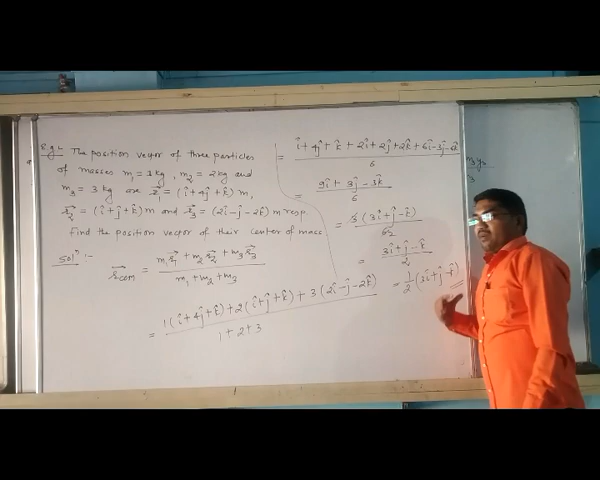 E.g.2 The position vector of three particles
of masses m₁ = 1 kg, m₂ = 2 kg and
m₃ = 3 kg are r⃗₁ = (î + 4ĵ + k̂) m,
r⃗₂ = (î + ĵ + k̂) m and r⃗₃ = (2î - ĵ - 2k̂) m resp.
Find the position vector of their center of mass
Solⁿ :-
r⃗com = (m₁r⃗₁ + m₂r⃗₂ + m₃r⃗₃) / (m₁ + m₂ + m₃)
= (1(î + 4ĵ + k̂) + 2(î + ĵ + k̂) + 3(2î - ĵ - 2k̂)) / (1 + 2 + 3)
= (î + 4ĵ + k̂ + 2î + 2ĵ + 2k̂ + 6î - 3ĵ - 6k̂) / 6
= (9î + 3ĵ - 3k̂) / 6
= 3(3î + ĵ - k̂) / 6 2
= (3î + ĵ - k̂) / 2
= 1/2 (3î + ĵ - k̂)